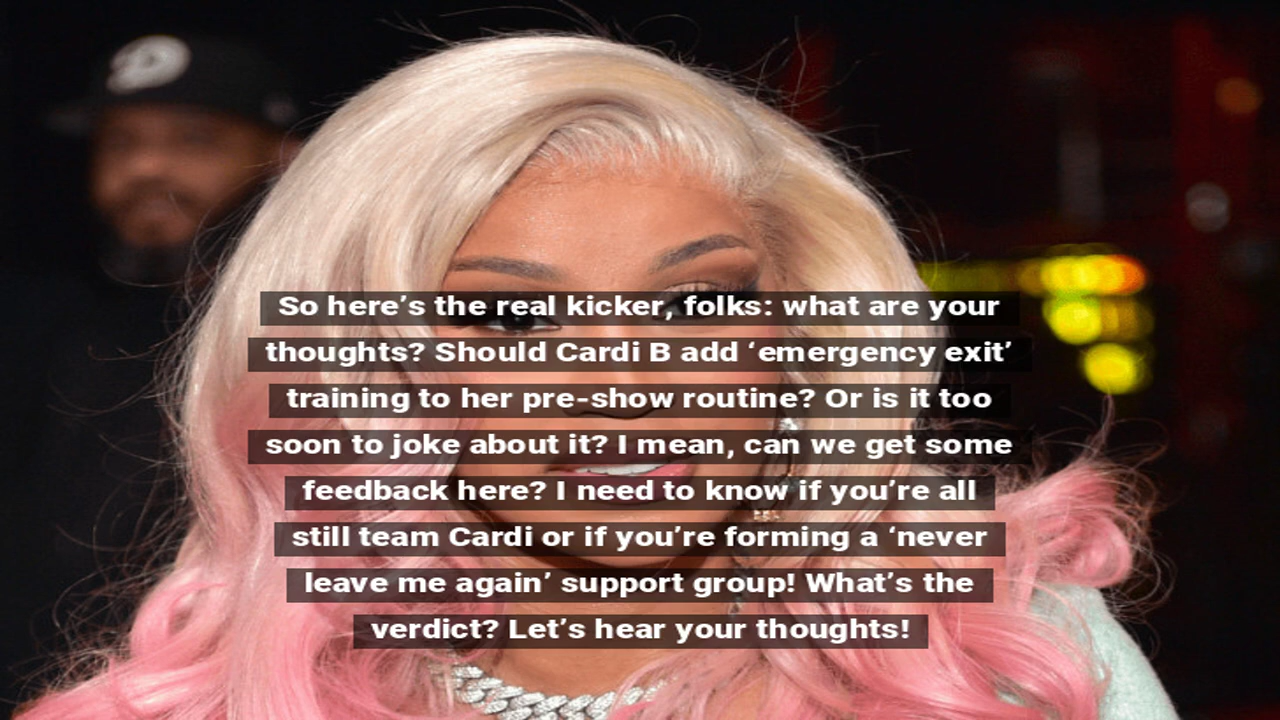 So here’s the real kicker, folks: what are your
thoughts? Should Cardi B add ‘emergency exit’
training to her pre-show routine? Or is it too
soon to joke about it? I mean, can we get some
feedback here? I need to know if you’re all
still team Cardi or if you’re forming a ‘never
leave me again’ support group! What’s the
verdict? Let’s hear your thoughts!